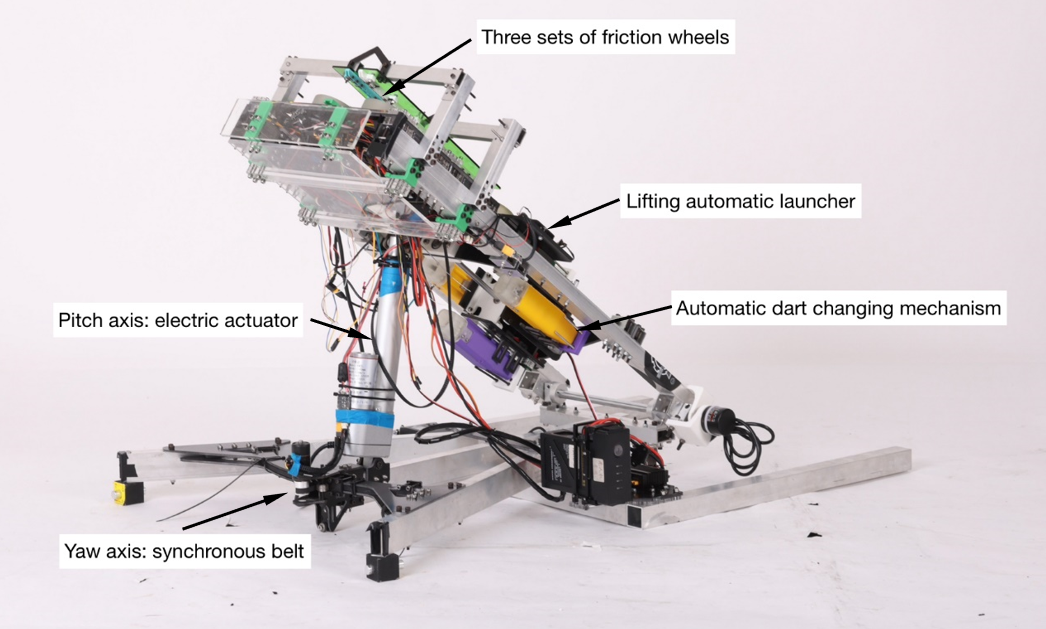 Three sets of friction wheels
Lifting automatic launcher
Automatic dart changing mechanism
Pitch axis: electric actuator
Yaw axis: synchronous belt